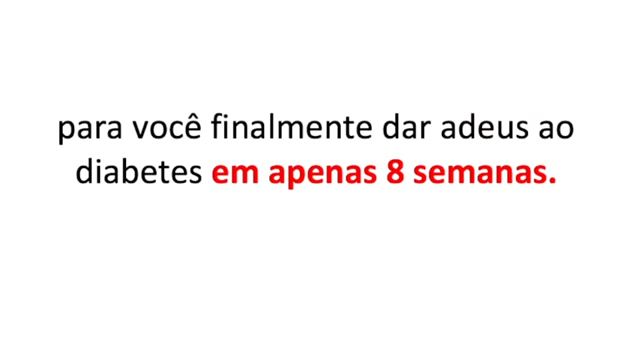 para você finalmente dar adeus ao
diabetes em apenas 8 semanas.